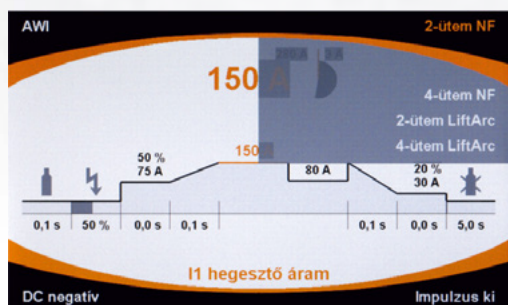 AWI
2-ütem NF
150 A
4-ütem NF
2-ütem LiftArc
4-ütem LiftArc
150
50 %
75 A
80 A
20 %
30 A
0,1 s
50 %
0,0 s
0,1 s
0,1 s
0,0 s
5,0 s
I1 hegesztő áram
DC negatív
Impulzus ki